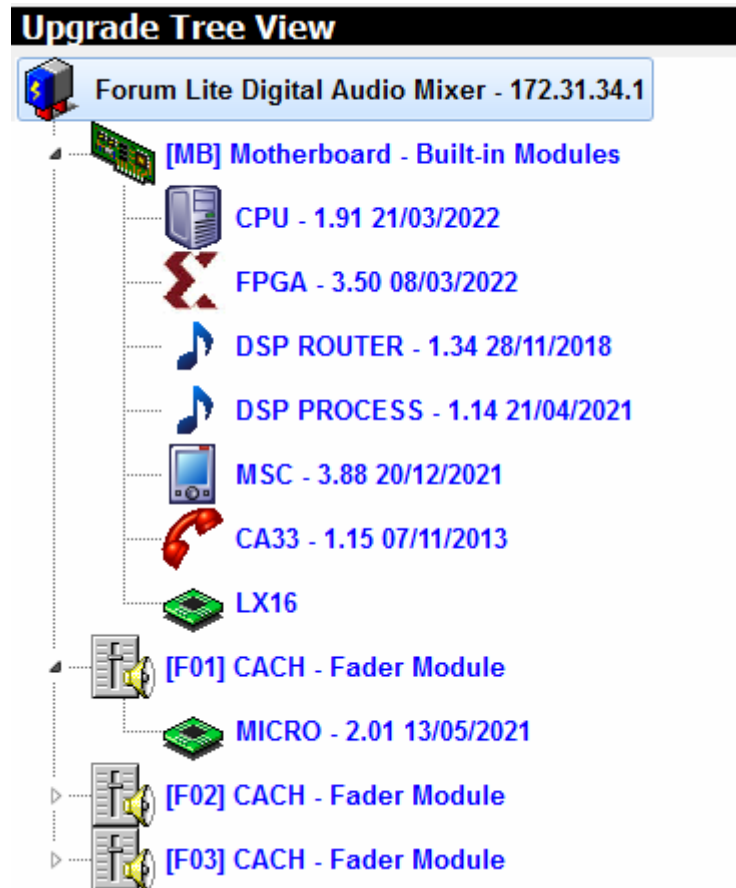 Upgrade Tree View
Forum Lite Digital Audio Mixer - 172.31.34.1
[MB] Motherboard - Built-in Modules
CPU - 1.91 21/03/2022
FPGA - 3.50 08/03/2022
DSP ROUTER - 1.34 28/11/2018
DSP PROCESS - 1.14 21/04/2021
MSC - 3.88 20/12/2021
CA33 - 1.15 07/11/2013
LX16
[F01] CACH - Fader Module
MICRO - 2.01 13/05/2021
[F02] CACH - Fader Module
[F03] CACH - Fader Module